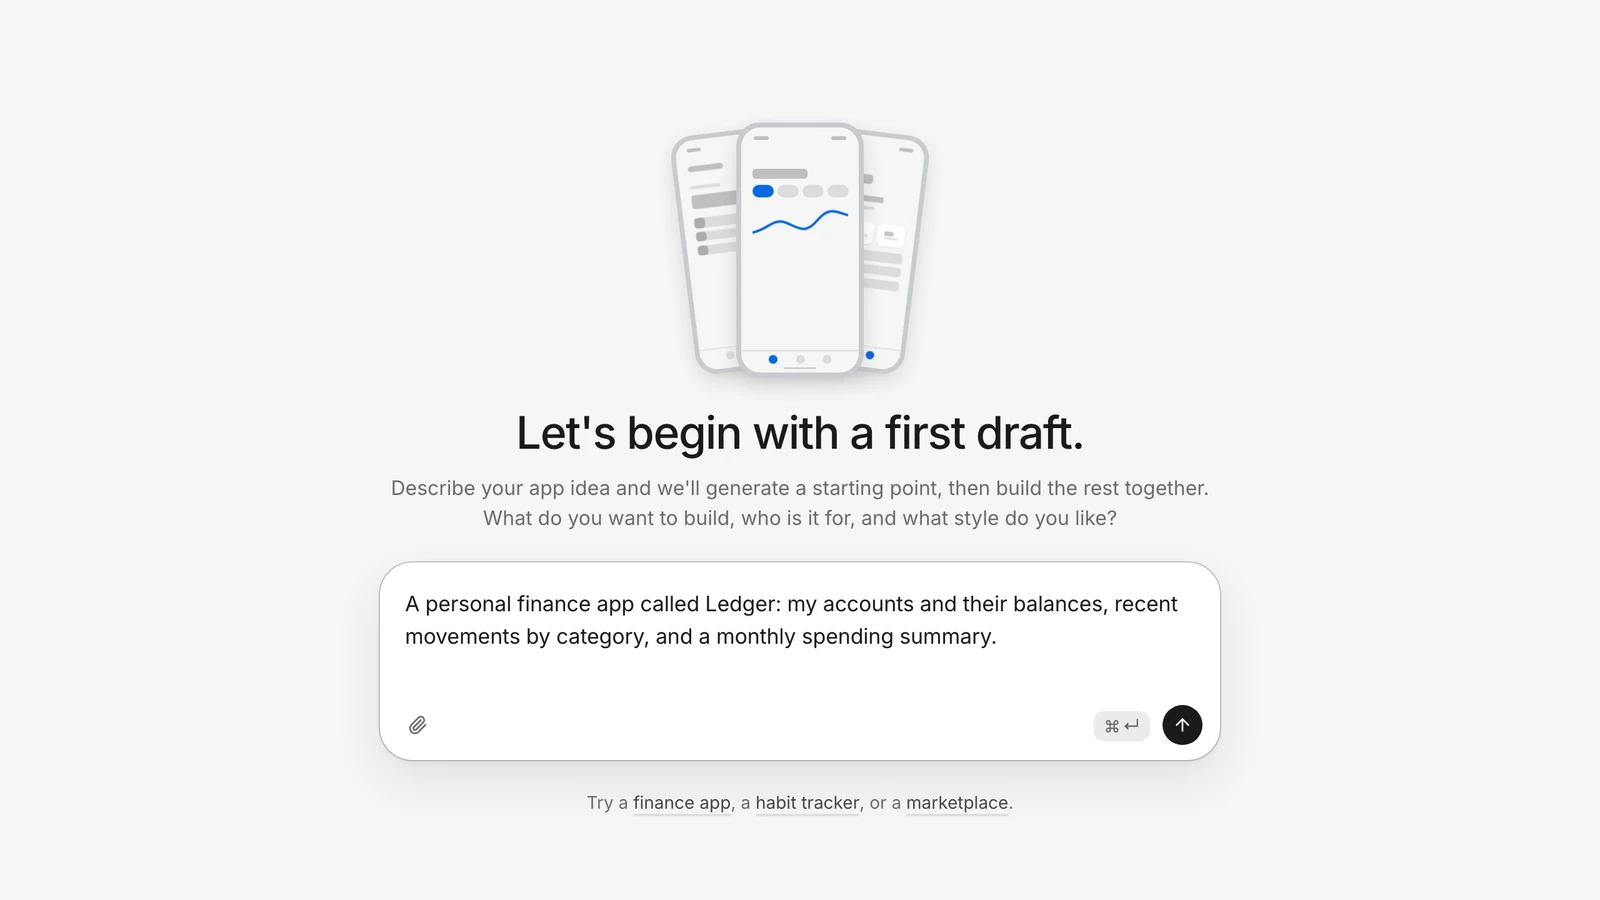 Let's begin with a first draft.
Describe your app idea and we'll generate a starting point, then build the rest together.
What do you want to build, who is it for, and what style do you like?
A personal finance app called Ledger: my accounts and their balances, recent
movements by category, and a monthly spending summary.
⌘ ↵
Try a finance app, a habit tracker, or a marketplace.